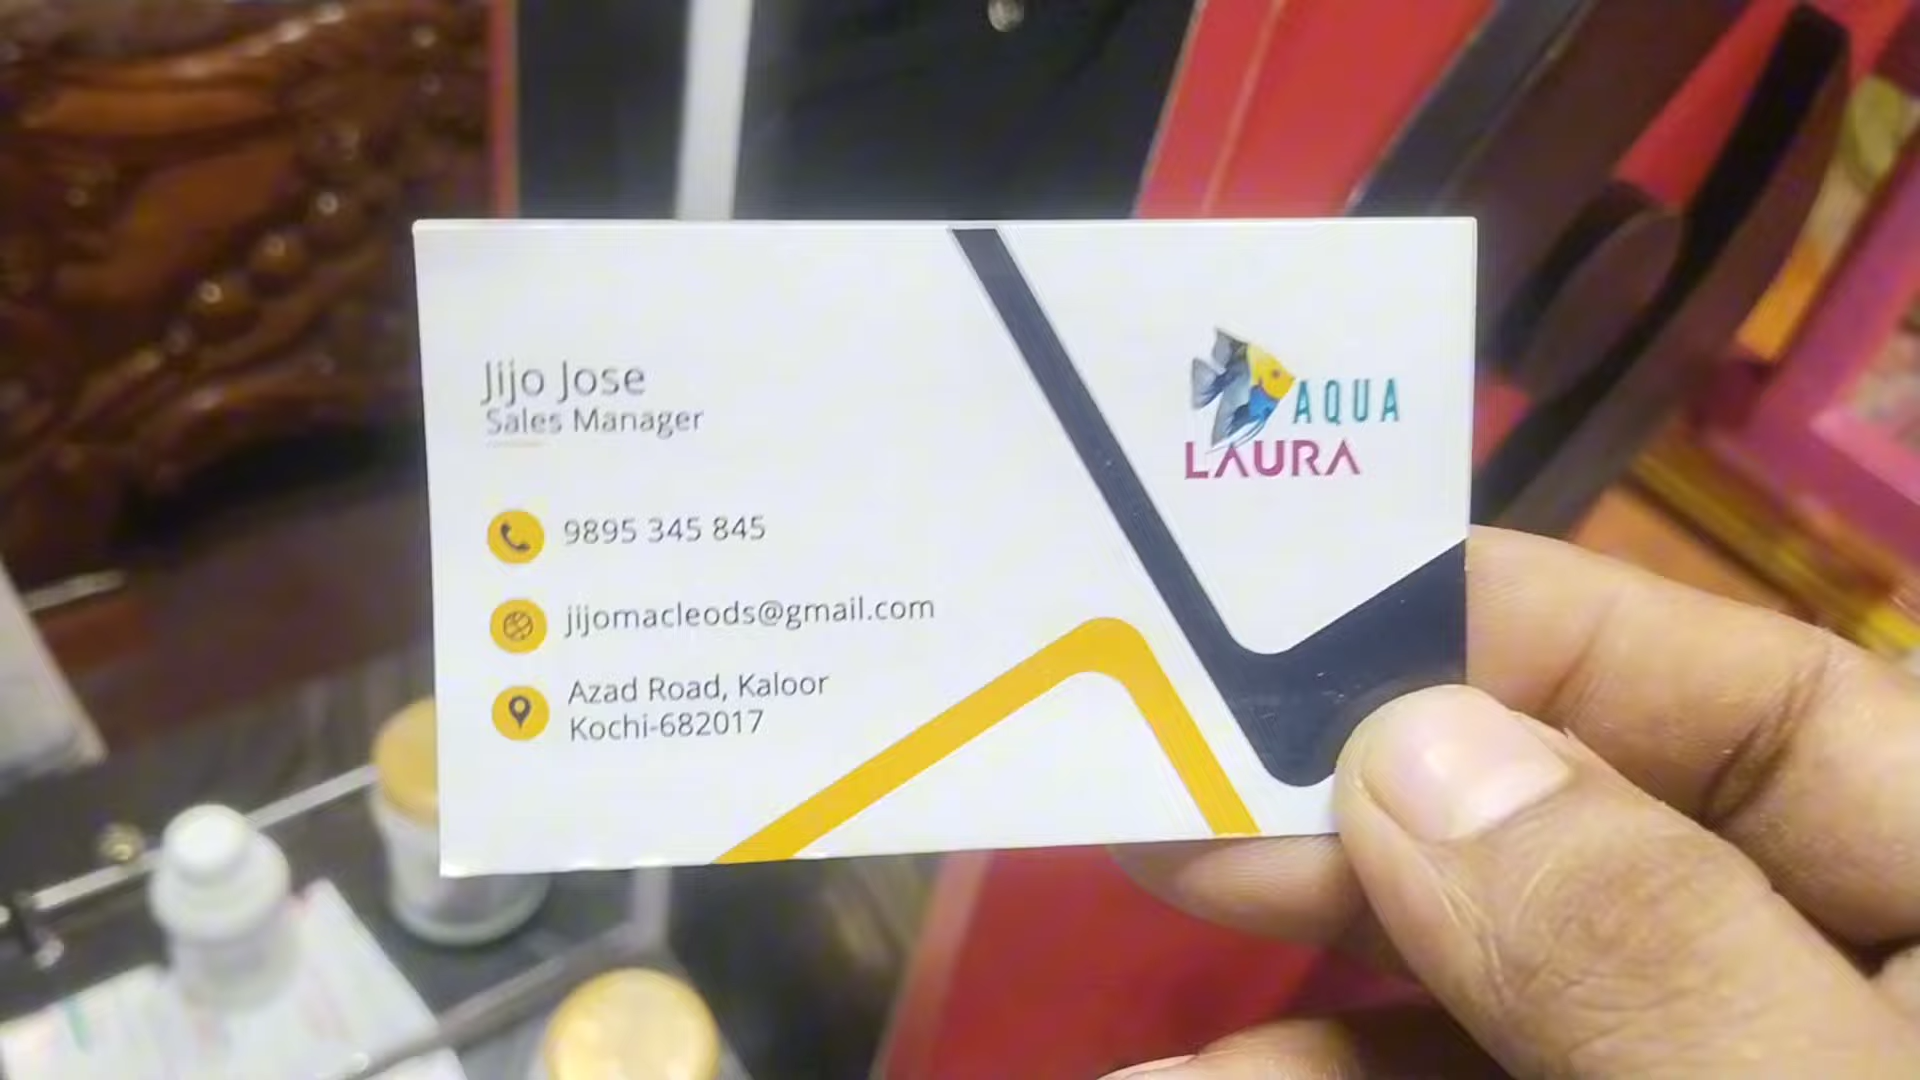 Jijo Jose
Sales Manager
9895 345 845
jijomacleods@gmail.com
Azad Road, Kaloor
Kochi-682017
AQUA
LAURA